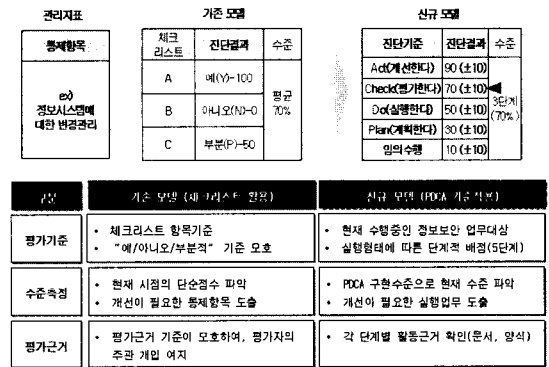 관리지표
기존 모델
신규 모델
통제항목
ex)
정보시스템에
대한 변경관리
체크
리스트
진단결과
수준
A
예(Y)-100
B
아니오(N)-0
C
부분(P)-50
평균
70%
진단기준
진단결과
수준
Act(개선한다)
90 (±10)
Check(평가한다)
70 (±10)
Do(실행한다)
50 (±10)
Plan(계획한다)
30 (±10)
임의수행
10 (±10)
3단계
(70%)
구분
기존 모델 (체크리스트 활용)
신규 모델 (PDCA 기준적용)
평가기준
• 체크리스트 항목기준
• "예/아니오/부분적" 기준 모호
• 현재 수행중인 정보보안 업무대상
• 실행형태에 따른 단계적 배점(5단계)
수준측정
• 현재 시점의 단순점수 파악
• 개선이 필요한 통제항목 도출
• PDCA 구현수준으로 현재 수준 파악
• 개선이 필요한 실행업무 도출
평가근거
• 평가근거 기준이 모호하여, 평가자의
주관 개입 여지
• 각 단계별 활동근거 확인(문서, 양식)